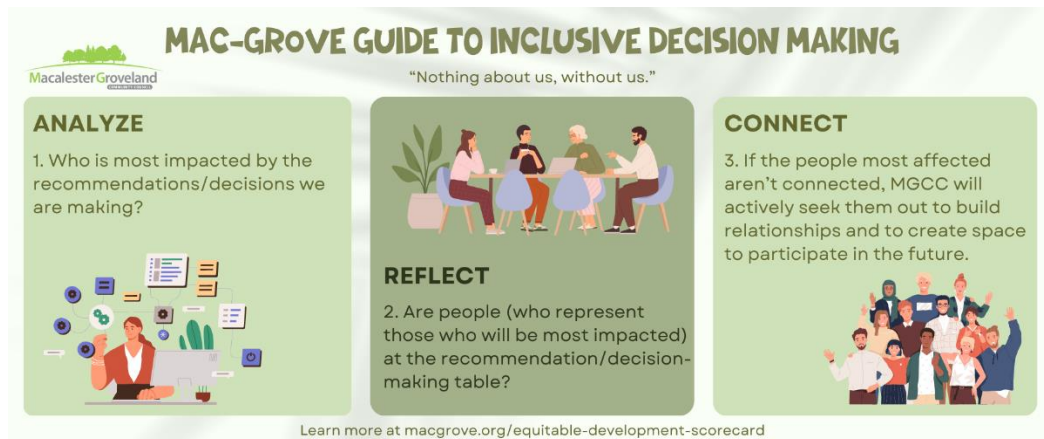 MAC-GROVE GUIDE TO INCLUSIVE DECISION MAKING
MacalesterGroveland
COMMUNITY COUNCIL
“Nothing about us, without us.”
ANALYZE
1. Who is most impacted by the
recommendations/decisions we
are making?
REFLECT
2. Are people (who represent
those who will be most impacted)
at the recommendation/decision-
making table?
CONNECT
3. If the people most affected
aren’t connected, MGCC will
actively seek them out to build
relationships and to create space
to participate in the future.
Learn more at macgrove.org/equitable-development-scorecard